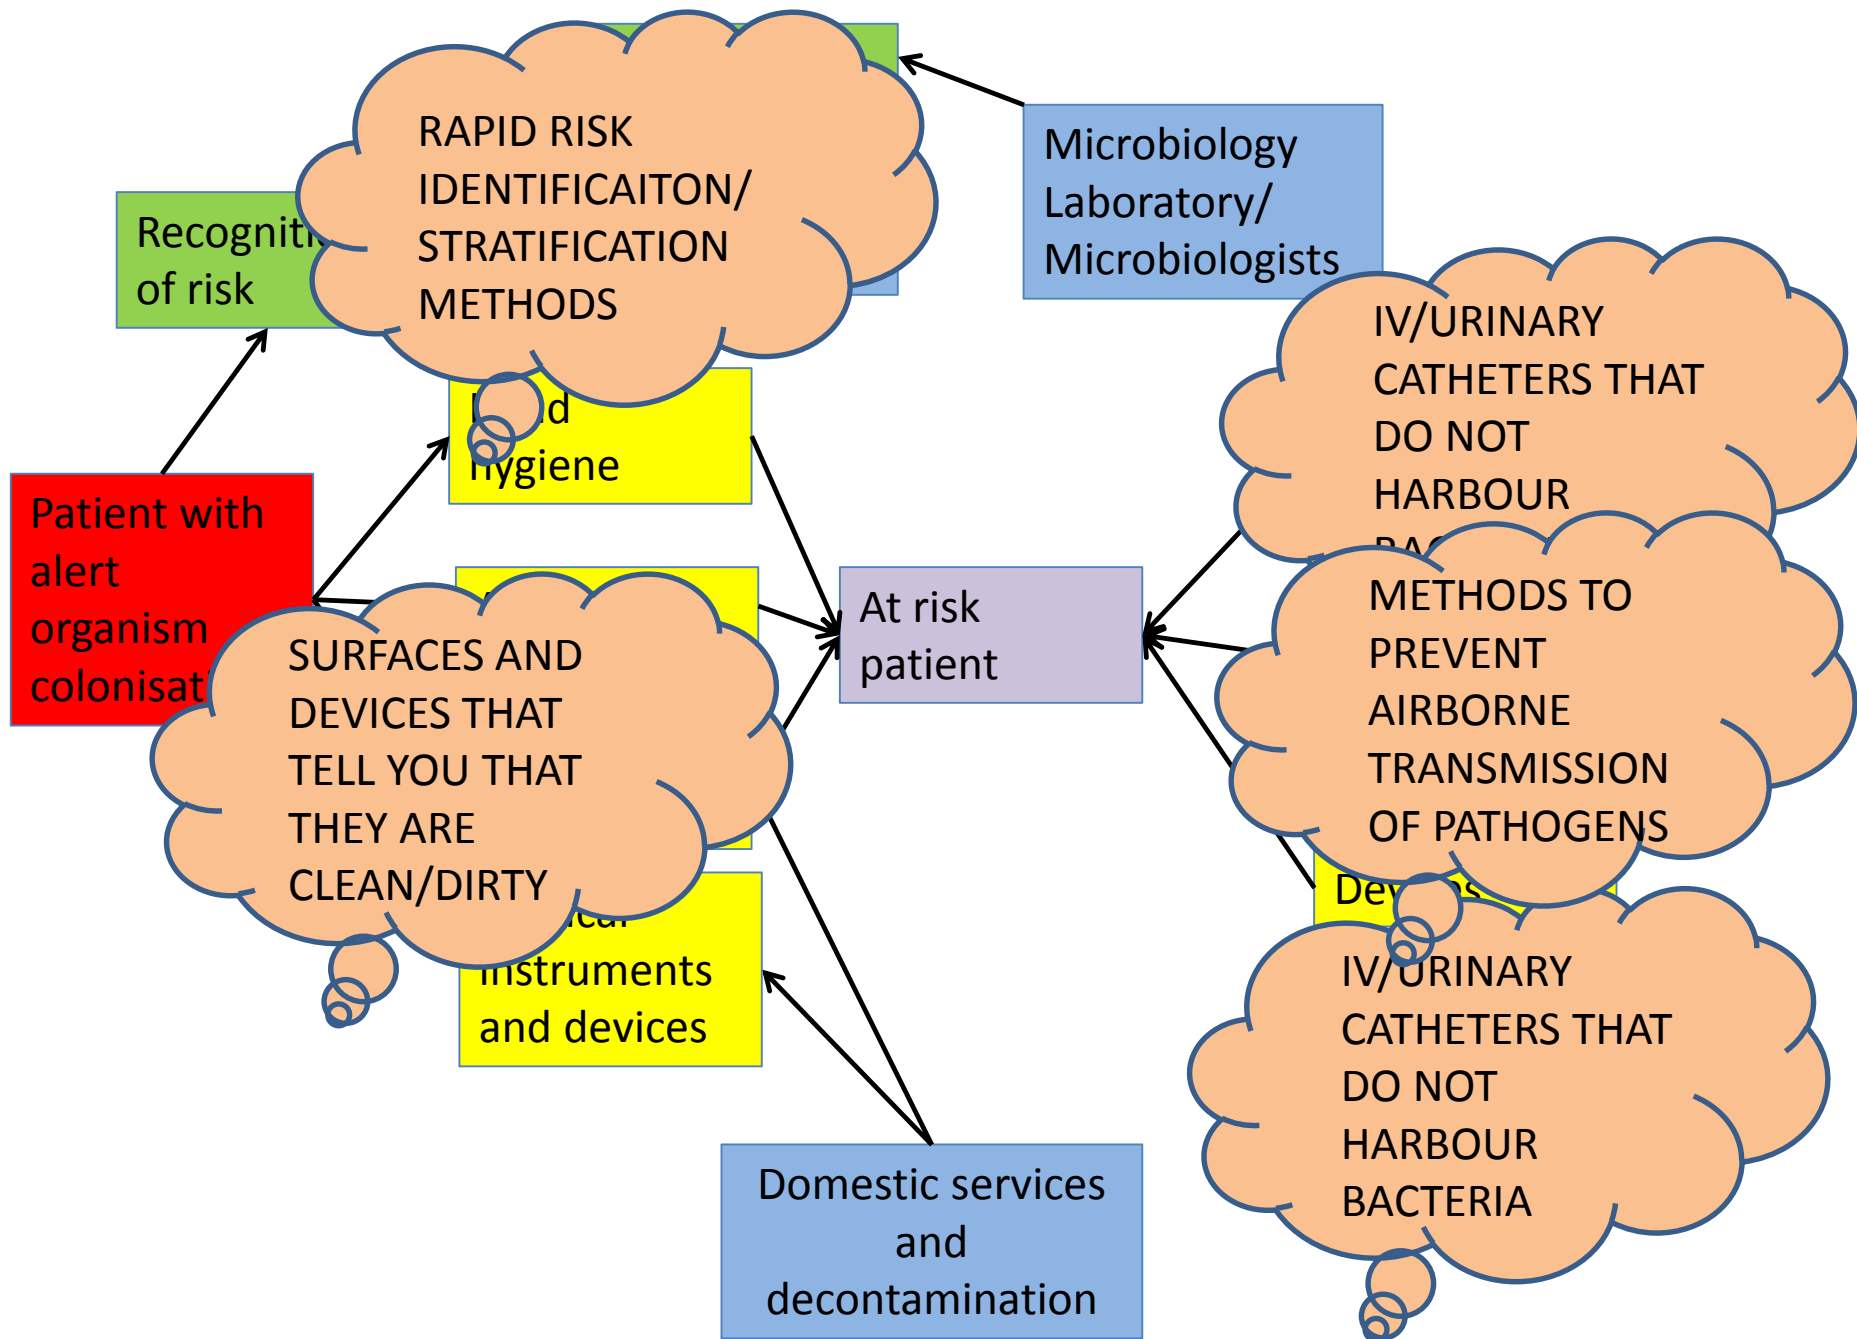 RAPID RISK
IDENTIFICAITON/
STRATIFICATION
METHODS
Microbiology
Laboratory/
Microbiologists
of risk
hygiene
Patient with
alert
organism
At risk
patient
IV/URINARY
CATHETERS THAT
DO NOT
HARBOUR
METHODS TO
PREVENT
AIRBORNE
TRANSMISSION
OF PATHOGENS
SURFACES AND
DEVICES THAT
TELL YOU THAT
THEY ARE
CLEAN/DIRTY
instruments
and devices
Devices
IV/URINARY
CATHETERS THAT
DO NOT
HARBOUR
BACTERIA
Domestic services
and
decontamination